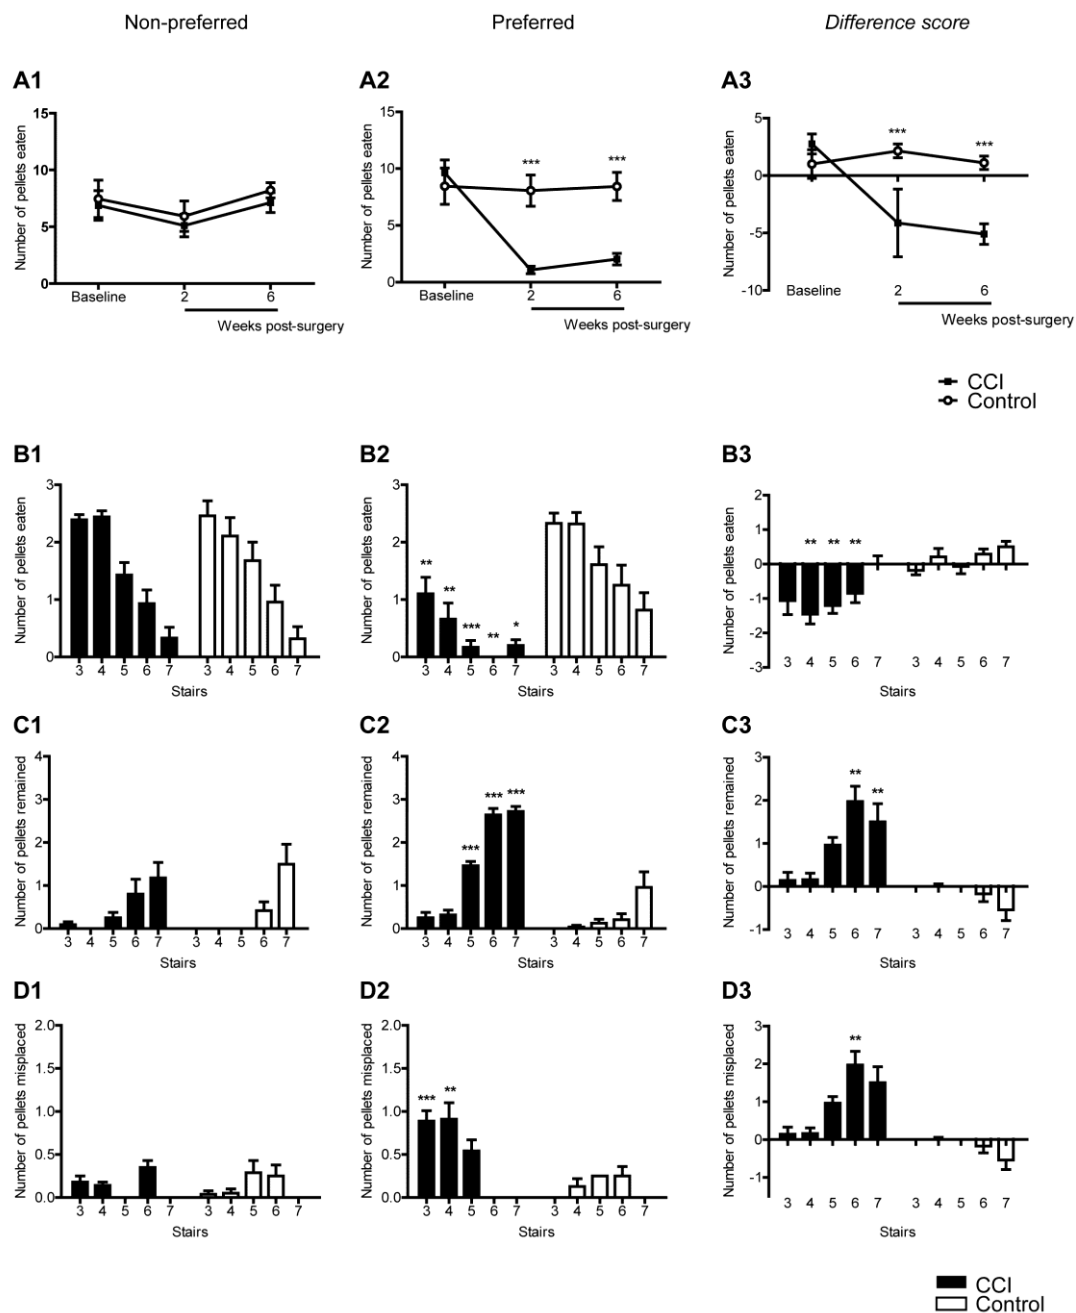 Non-preferred Preferred Difference score
A1 A2 A3
Number of pellets eaten
15
10
5
0
Baseline 2 6
Weeks post-surgery
Number of pellets eaten
15
10
5
0
*** ***
Baseline 2 6
Weeks post-surgery
Number of pellets eaten
5
0
-5
-10
*** ***
Baseline 2 6
Weeks post-surgery
CCI
Control
B1 B2 B3
Number of pellets eaten
3
2
1
0
3 4 5 6 7 3 4 5 6 7
Stairs
Number of pellets eaten
3
2
1
0
** ** *** ** *
3 4 5 6 7 3 4 5 6 7
Stairs
Number of pellets eaten
2
1
0
-1
-2
-3
** ** **
3 4 5 6 7 3 4 5 6 7
Stairs
C1 C2 C3
Number of pellets remained
4
3
2
1
0
3 4 5 6 7 3 4 5 6 7
Stairs
Number of pellets remained
4
3
2
1
0
*** *** ***
3 4 5 6 7 3 4 5 6 7
Stairs
Number of pellets remained
3
2
1
0
-1
** **
3 4 5 6 7 3 4 5 6 7
Stairs
D1 D2 D3
Number of pellets misplaced
2.0
1.5
1.0
0.5
0.0
3 4 5 6 7 3 4 5 6 7
Stairs
Number of pellets misplaced
2.0
1.5
1.0
0.5
0.0
*** **
3 4 5 6 7 3 4 5 6 7
Stairs
Number of pellets misplaced
3
2
1
0
-1
**
3 4 5 6 7 3 4 5 6 7
Stairs
CCI
Control